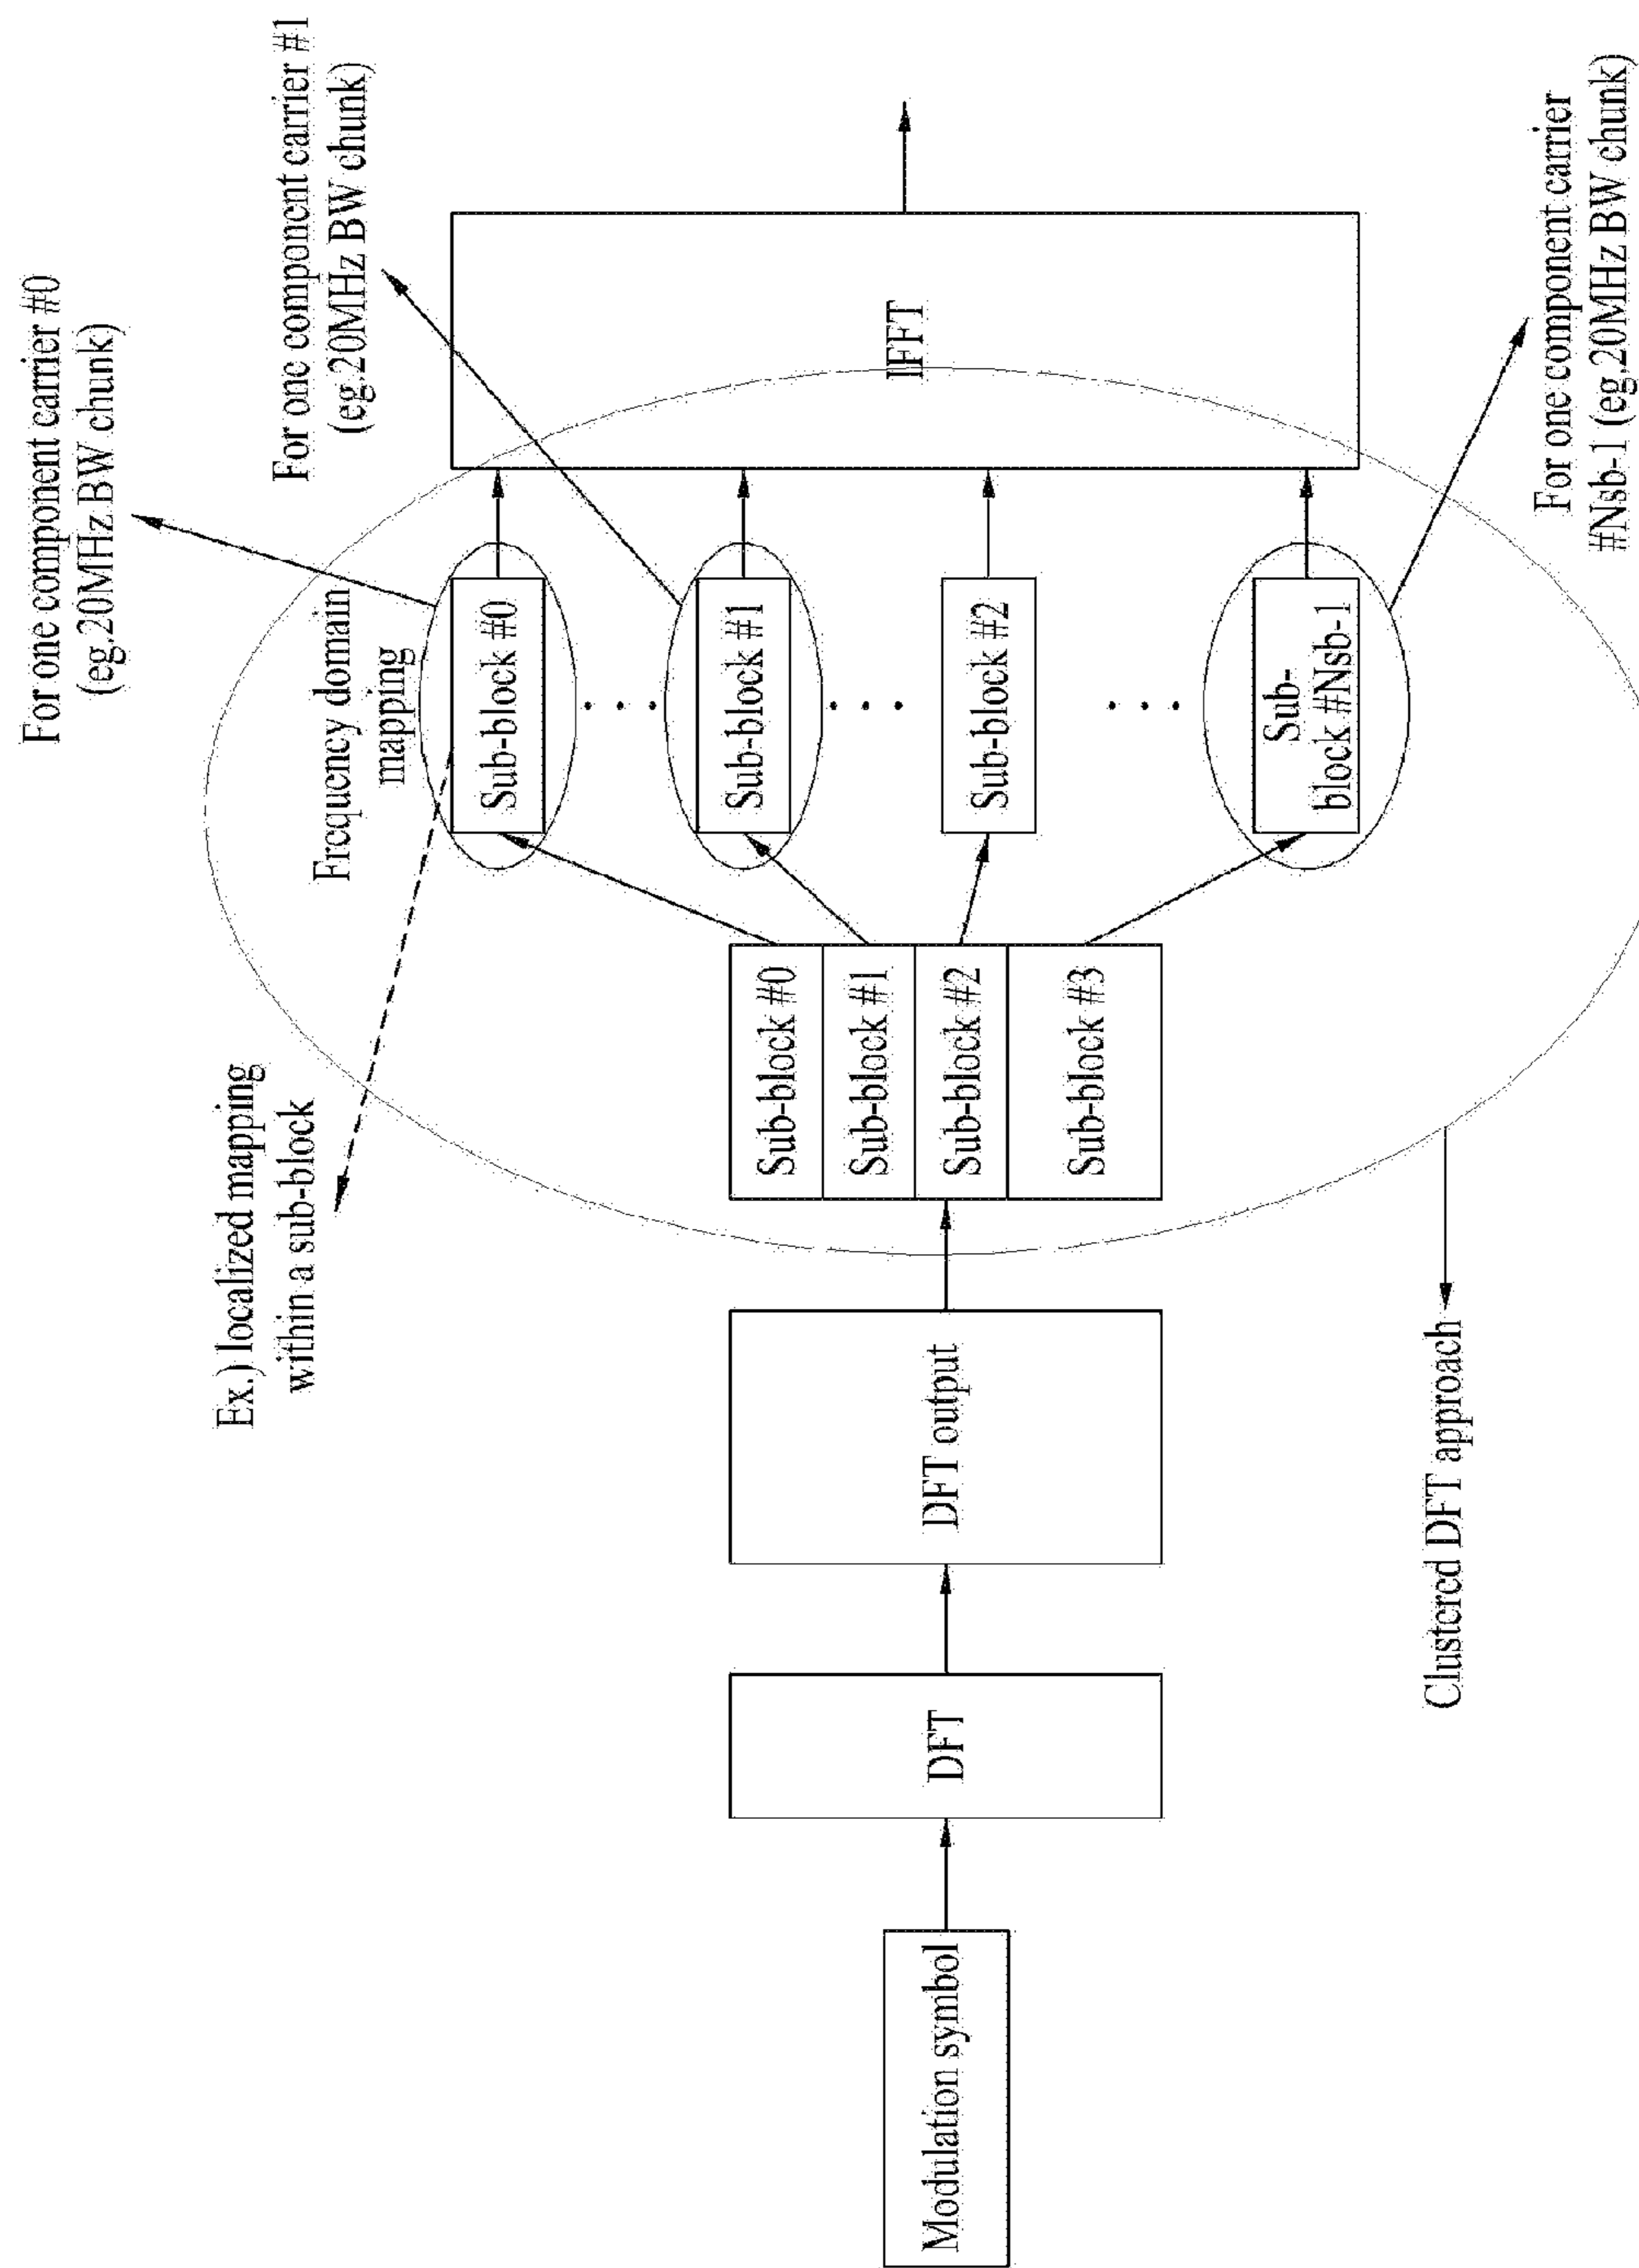 Modulation symbol
DFT
DFT output
Sub-block #0
Sub-block #1
Sub-block #2
Sub-block #3
Ex.) localized mapping
within a sub-block
Frequency domain
mapping
Sub-block #0
Sub-block #1
Sub-block #2
Sub-
block #Nsb-1
IFFT
For one component carrier #0
(eg.20MHz BW chunk)
For one component carrier #1
(eg.20MHz BW chunk)
For one component carrier
#Nsb-1 (eg.20MHz BW chunk)
Clustered DFT approach